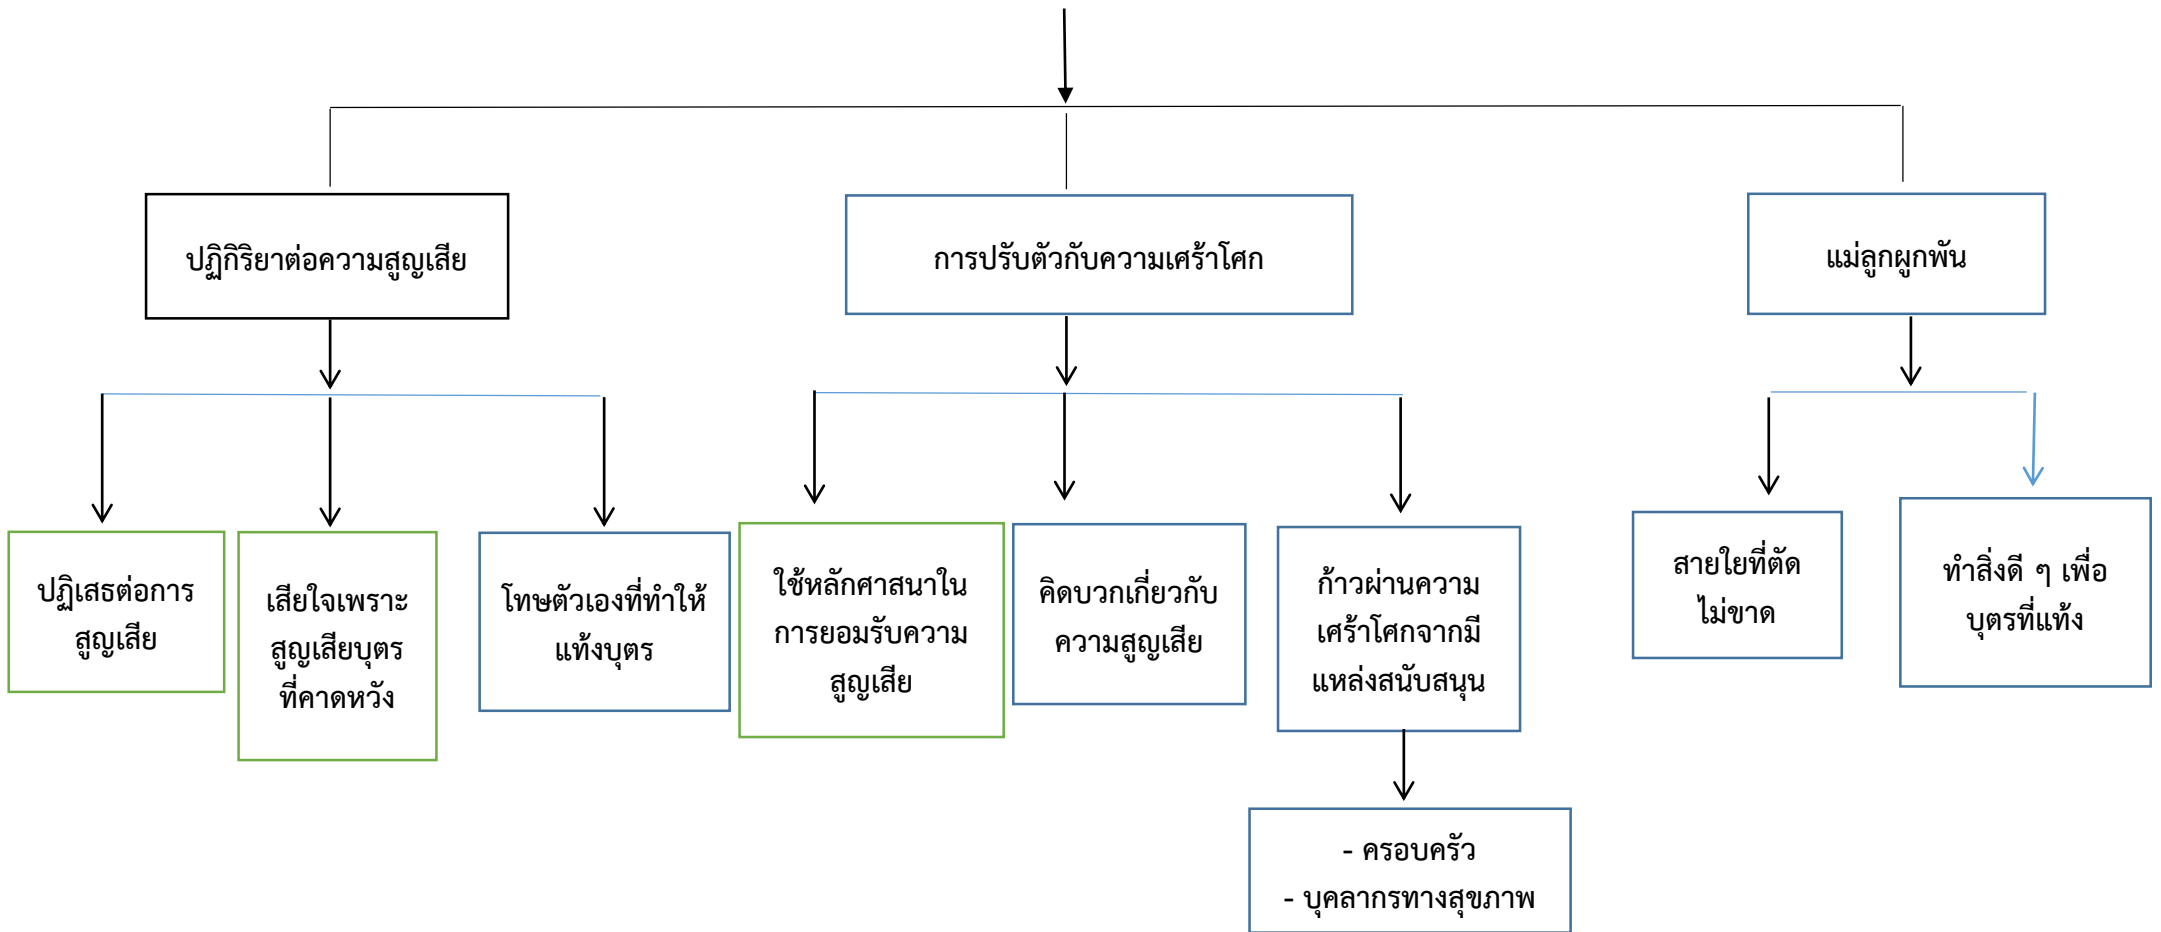 ปฏิกิริยาต่อความสูญเสีย
การปรับตัวกับความเศร้าโศก
แม่ลูกผูกพัน
ปฏิเสธต่อการ
สูญเสีย
เสียใจเพราะ
สูญเสียบุตร
ที่คาดหวัง
โทษตัวเองที่ทำให้
แท้งบุตร
ใช้หลักศาสนาใน
การยอมรับความ
สูญเสีย
คิดบวกเกี่ยวกับ
ความสูญเสีย
ก้าวผ่านความ
เศร้าโศกจากมี
แหล่งสนับสนุน
สายใยที่ตัด
ไม่ขาด
ทำสิ่งดี ๆ เพื่อ
บุตรที่แท้ง
- ครอบครัว
- บุคลากรทางสุขภาพ